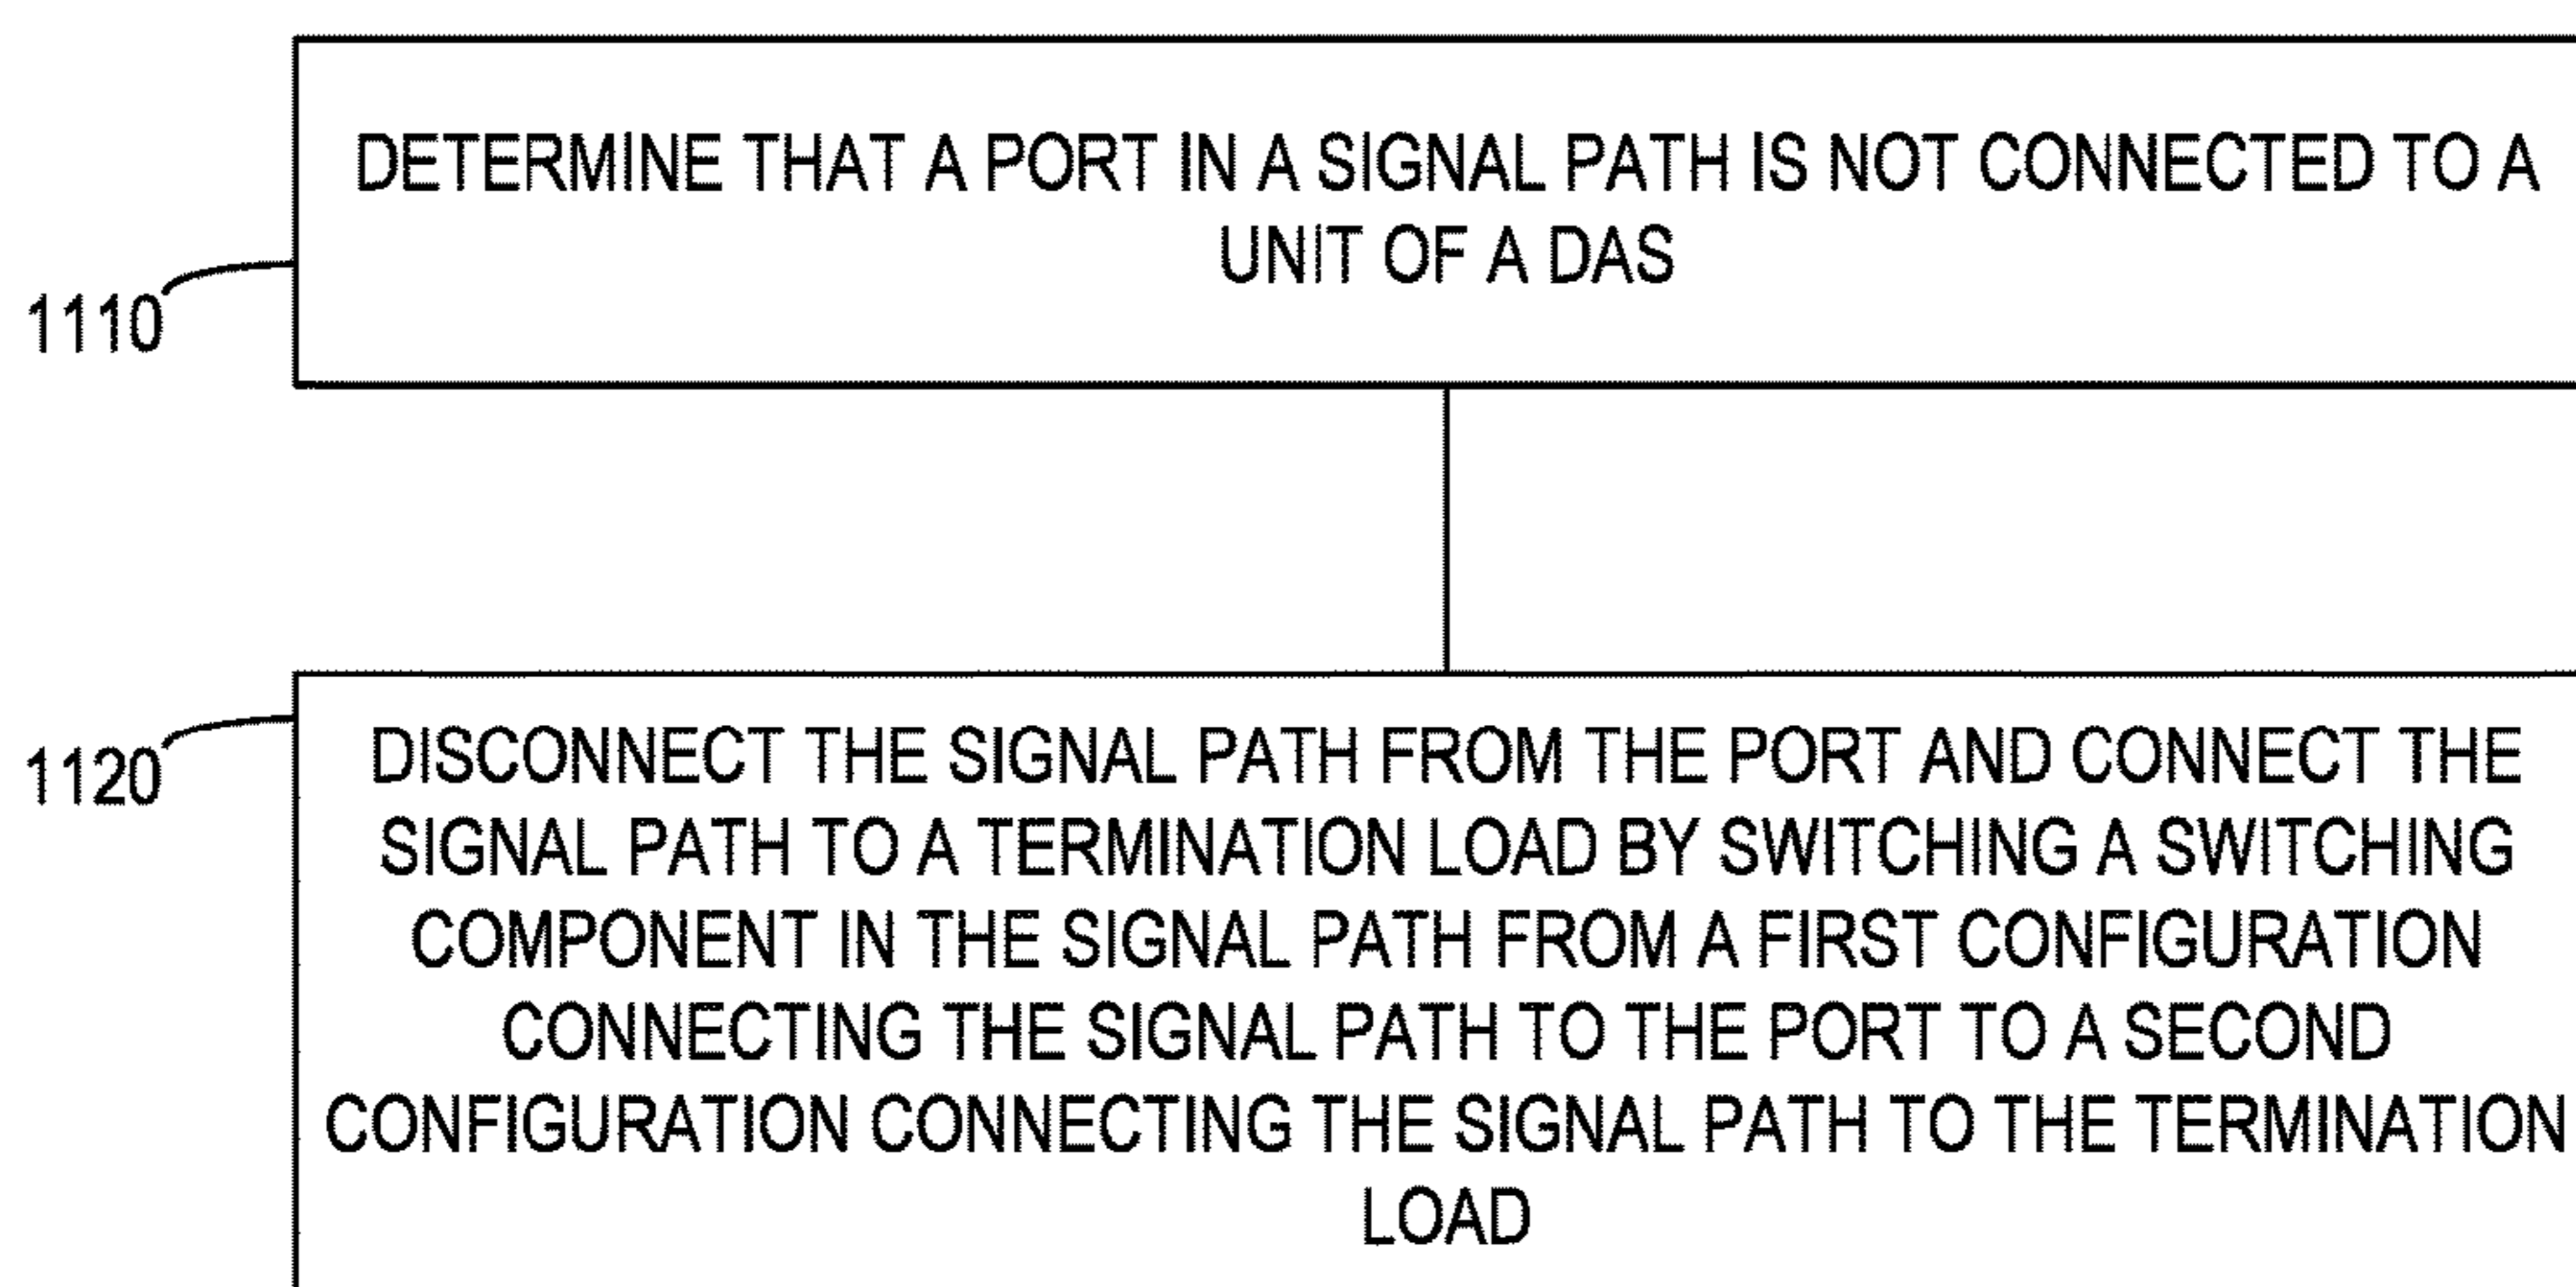 DETERMINE THAT A PORT IN A SIGNAL PATH IS NOT CONNECTED TO A
UNIT OF A DAS
1110
1120
DISCONNECT THE SIGNAL PATH FROM THE PORT AND CONNECT THE
SIGNAL PATH TO A TERMINATION LOAD BY SWITCHING A SWITCHING
COMPONENT IN THE SIGNAL PATH FROM A FIRST CONFIGURATION
CONNECTING THE SIGNAL PATH TO THE PORT TO A SECOND
CONFIGURATION CONNECTING THE SIGNAL PATH TO THE TERMINATION
LOAD